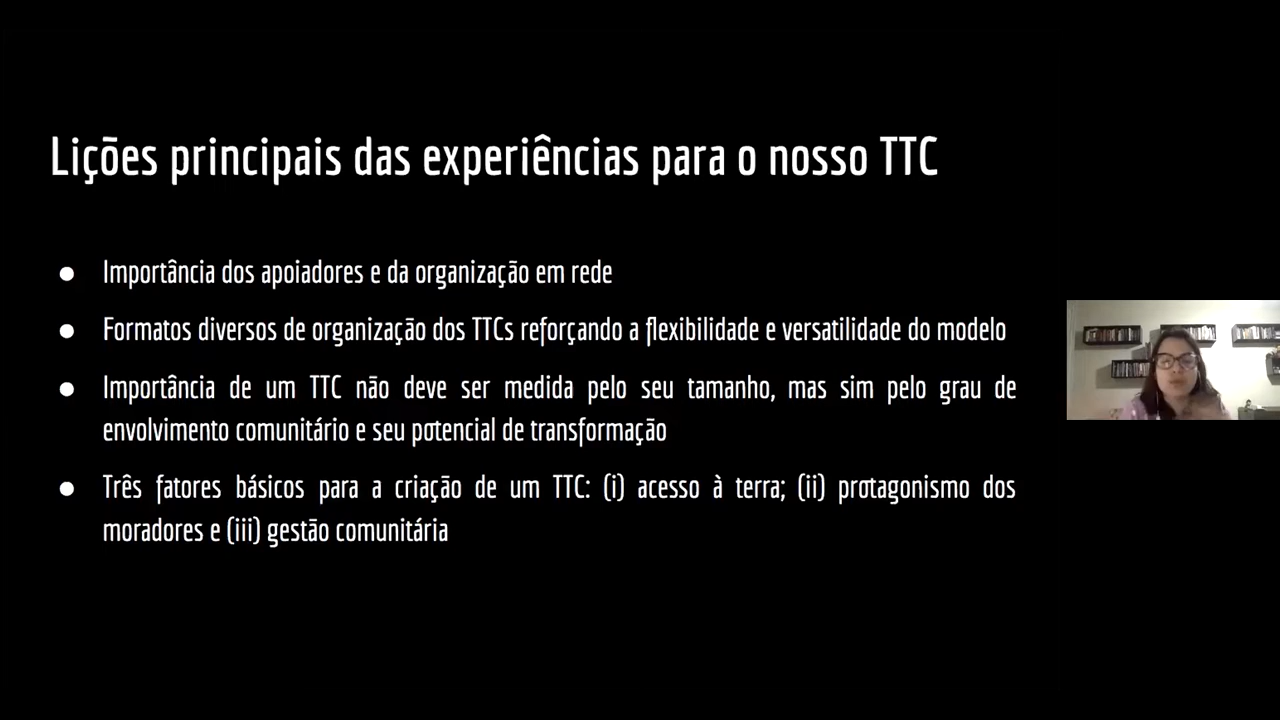 Lições principais das experiências para o nosso TTC
● Importância dos apoiadores e da organização em rede
● Formatos diversos de organização dos TTCs reforçando a flexibilidade e versatilidade do modelo
● Importância de um TTC não deve ser medida pelo seu tamanho, mas sim pelo grau de
envolvimento comunitário e seu potencial de transformação
● Três fatores básicos para a criação de um TTC: (i) acesso à terra; (ii) protagonismo dos
moradores e (iii) gestão comunitária